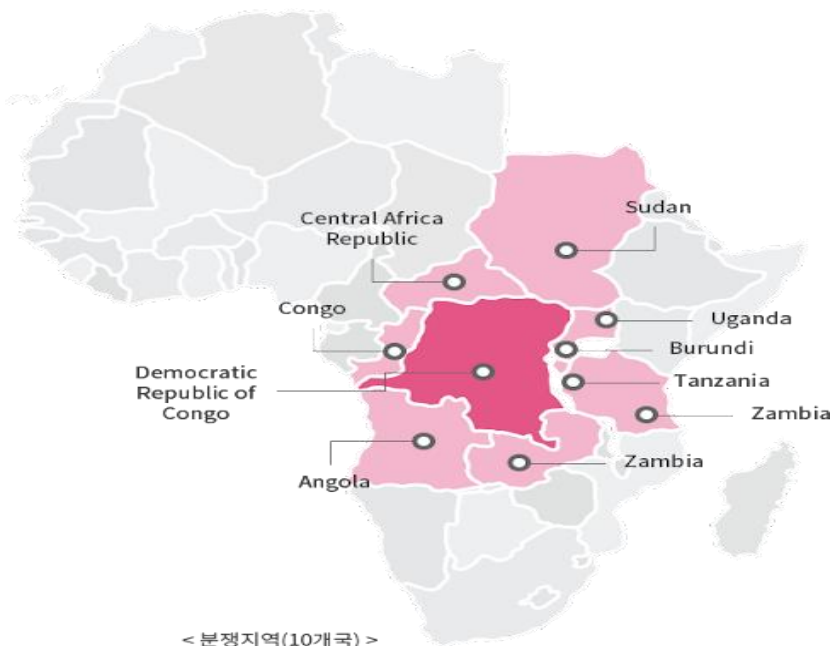 Sudan
Central Africa
Republic
Congo
Uganda
Burundi
Democratic
Republic of
Congo
Tanzania
Zambia
Zambia
Angola
< 분쟁지역(10개국) >